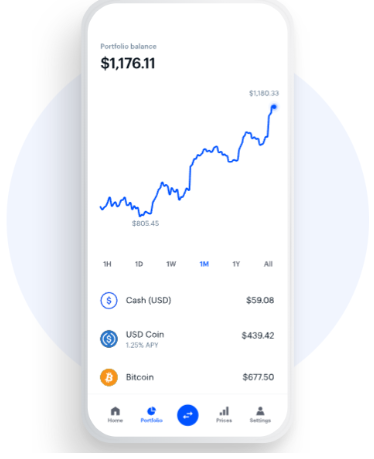 Portfolio balance
$1,176.11
$1,180.33
$805.45
1H 1D 1W 1M 1Y All
Cash (USD) $59.08
USD Coin $439.42
1.25% APY
Bitcoin $677.50
Home Portfolio Prices Settings